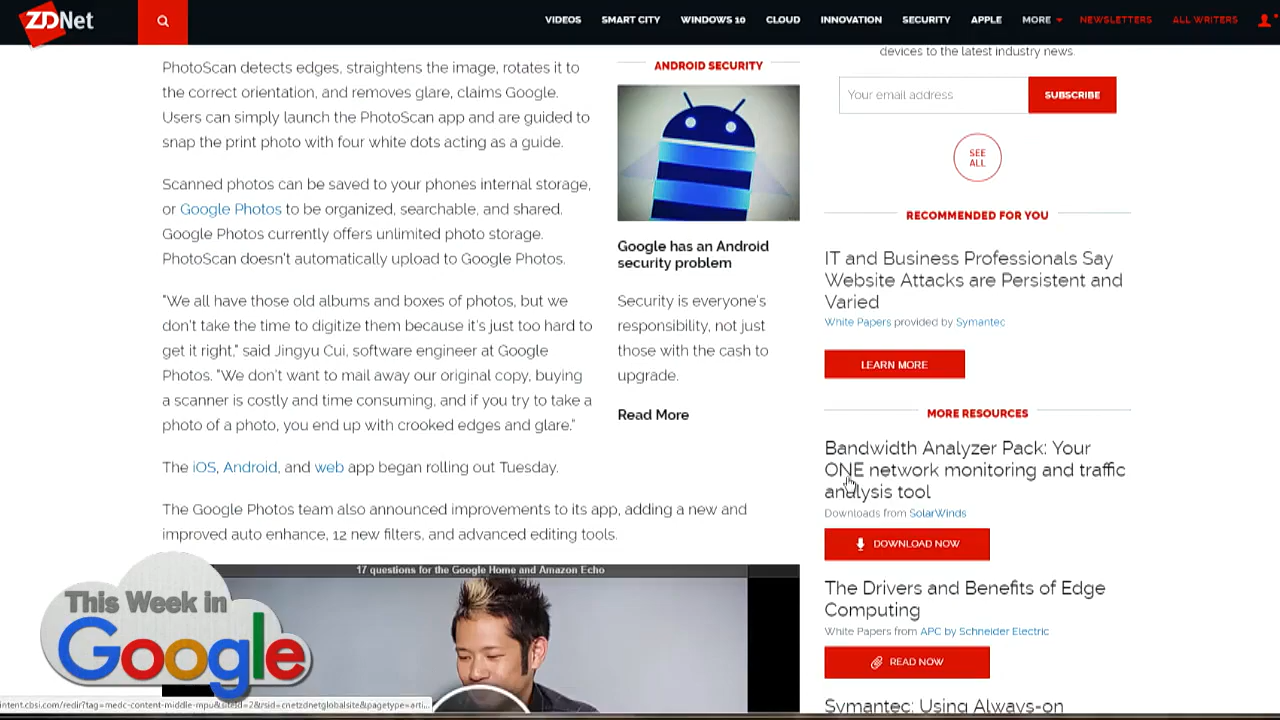 ZDNet
VIDEOS SMART CITY WINDOWS 10 CLOUD INNOVATION SECURITY APPLE MORE NEWSLETTERS ALL WRITERS
PhotoScan detects edges, straightens the image, rotates it to
the correct orientation, and removes glare, claims Google.
Users can simply launch the PhotoScan app and are guided to
snap the print photo with four white dots acting as a guide.
Scanned photos can be saved to your phones internal storage,
or Google Photos to be organized, searchable, and shared.
Google Photos currently offers unlimited photo storage.
PhotoScan doesn't automatically upload to Google Photos.
"We all have those old albums and boxes of photos, but we
don't take the time to digitize them because it's just too hard to
get it right," said Jingyu Cui, software engineer at Google
Photos. "We don't want to mail away our original copy, buying
a scanner is costly and time consuming, and if you try to take a
photo of a photo, you end up with crooked edges and glare."
The iOS, Android, and web app began rolling out Tuesday.
The Google Photos team also announced improvements to its app, adding a new and
improved auto enhance, 12 new filters, and advanced editing tools.
17 questions for the Google Home and Amazon Echo
ANDROID SECURITY
Google has an Android
security problem
Security is everyone's
responsibility, not just
those with the cash to
upgrade.
Read More
devices to the latest industry news.
Your email address
SUBSCRIBE
SEE
ALL
RECOMMENDED FOR YOU
IT and Business Professionals Say
Website Attacks are Persistent and
Varied
White Papers provided by Symantec
LEARN MORE
MORE RESOURCES
Bandwidth Analyzer Pack: Your
ONE network monitoring and traffic
analysis tool
Downloads from SolarWinds
DOWNLOAD NOW
The Drivers and Benefits of Edge
Computing
White Papers from APC by Schneider Electric
READ NOW
Symantec: Using Always-on
This Week in
Google
intent.cbsi.com/redir?tag=medc-content-middle-mpu&siteid=2&rsid=cnetzdnetglobalsite&pagetype=arti...